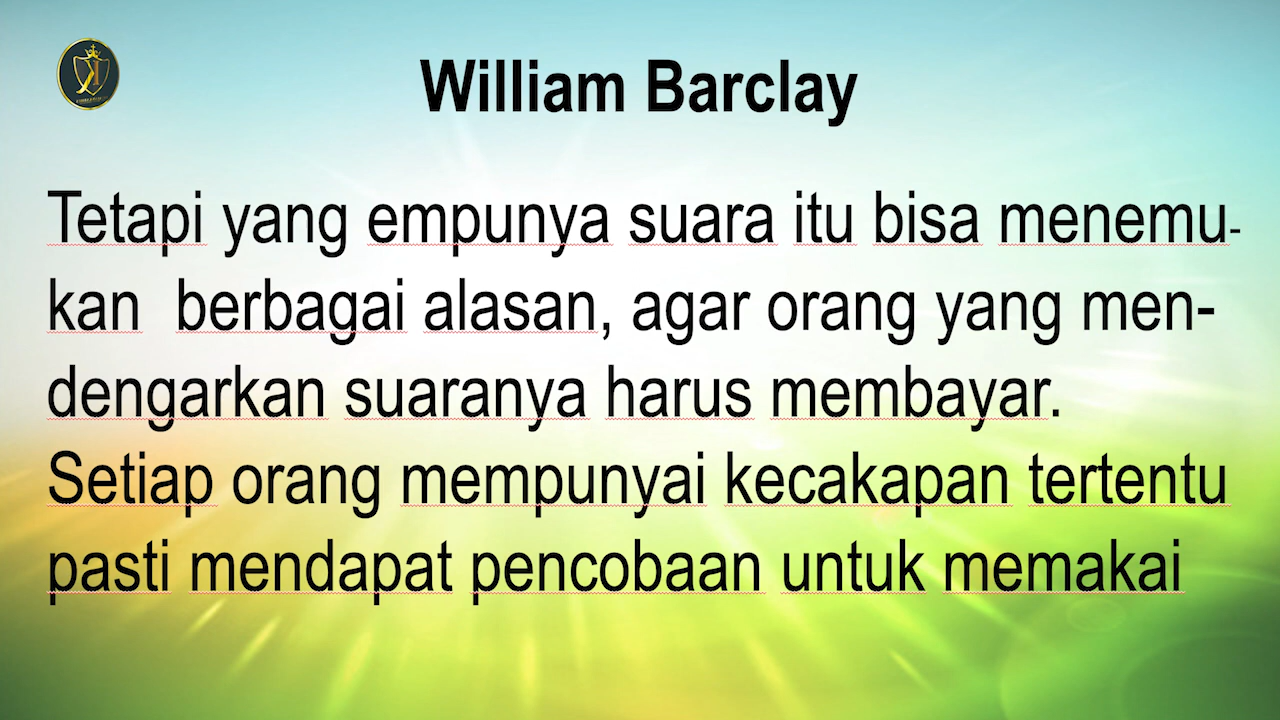 William Barclay
Tetapi yang empunya suara itu bisa menemu-
kan berbagai alasan, agar orang yang men-
dengarkan suaranya harus membayar.
Setiap orang mempunyai kecakapan tertentu
pasti mendapat pencobaan untuk memakai